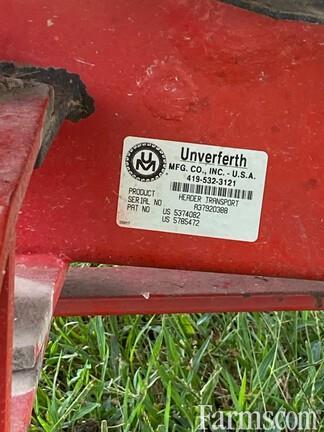 UM
Unverferth
MFG. CO., INC. - U.S.A.
419-532-3121
PRODUCT HEADER TRANSPORT
SERIAL NO A37920388
PAT NO US 5374082
US 5785472
Farms.com